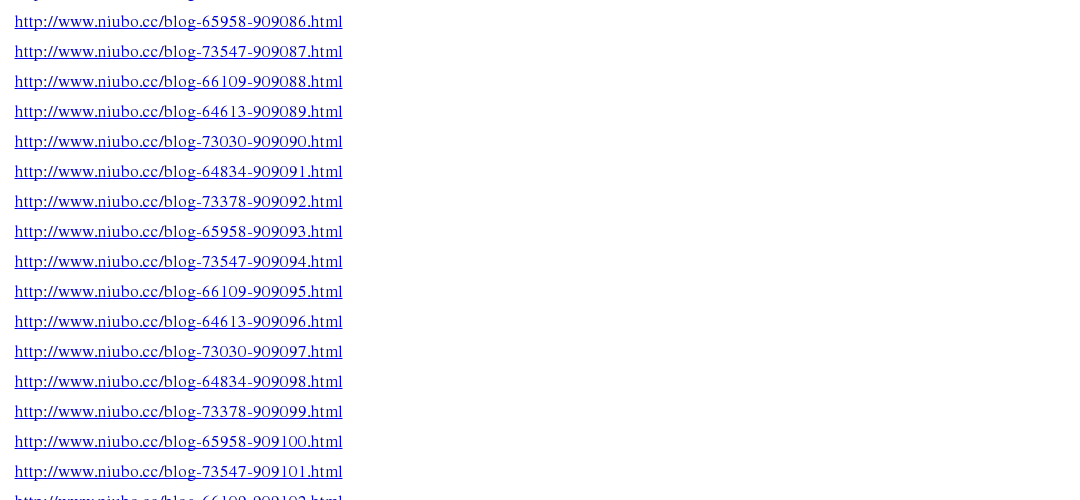 http://www.niubo.cc/blog-65958-909086.html
http://www.niubo.cc/blog-73547-909087.html
http://www.niubo.cc/blog-66109-909088.html
http://www.niubo.cc/blog-64613-909089.html
http://www.niubo.cc/blog-73030-909090.html
http://www.niubo.cc/blog-64834-909091.html
http://www.niubo.cc/blog-73378-909092.html
http://www.niubo.cc/blog-65958-909093.html
http://www.niubo.cc/blog-73547-909094.html
http://www.niubo.cc/blog-66109-909095.html
http://www.niubo.cc/blog-64613-909096.html
http://www.niubo.cc/blog-73030-909097.html
http://www.niubo.cc/blog-64834-909098.html
http://www.niubo.cc/blog-73378-909099.html
http://www.niubo.cc/blog-65958-909100.html
http://www.niubo.cc/blog-73547-909101.html